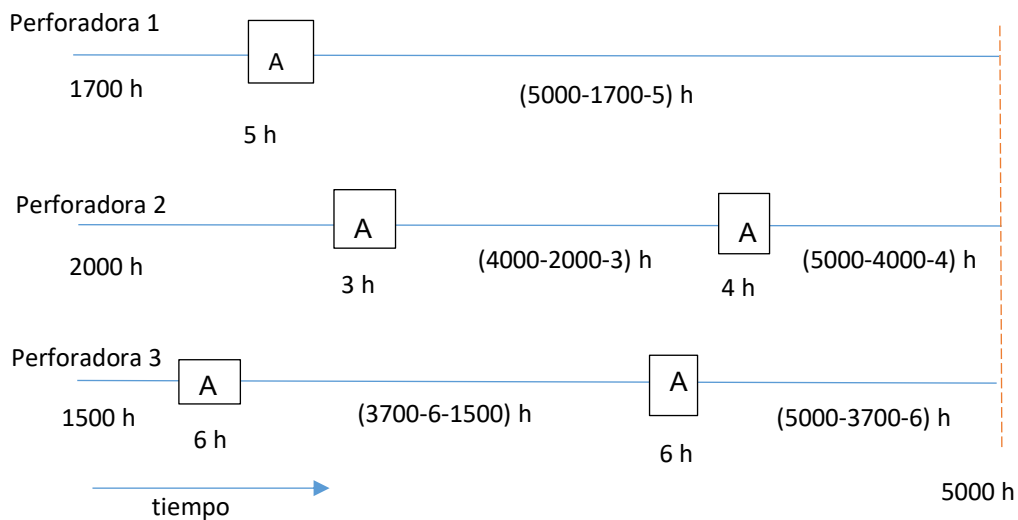 Perforadora 1
A
1700 h
(5000-1700-5) h
5 h
Perforadora 2
A
A
2000 h
(4000-2000-3) h
(5000-4000-4) h
3 h
4 h
Perforadora 3
A
A
1500 h
(3700-6-1500) h
(5000-3700-6) h
6 h
6 h
tiempo
5000 h